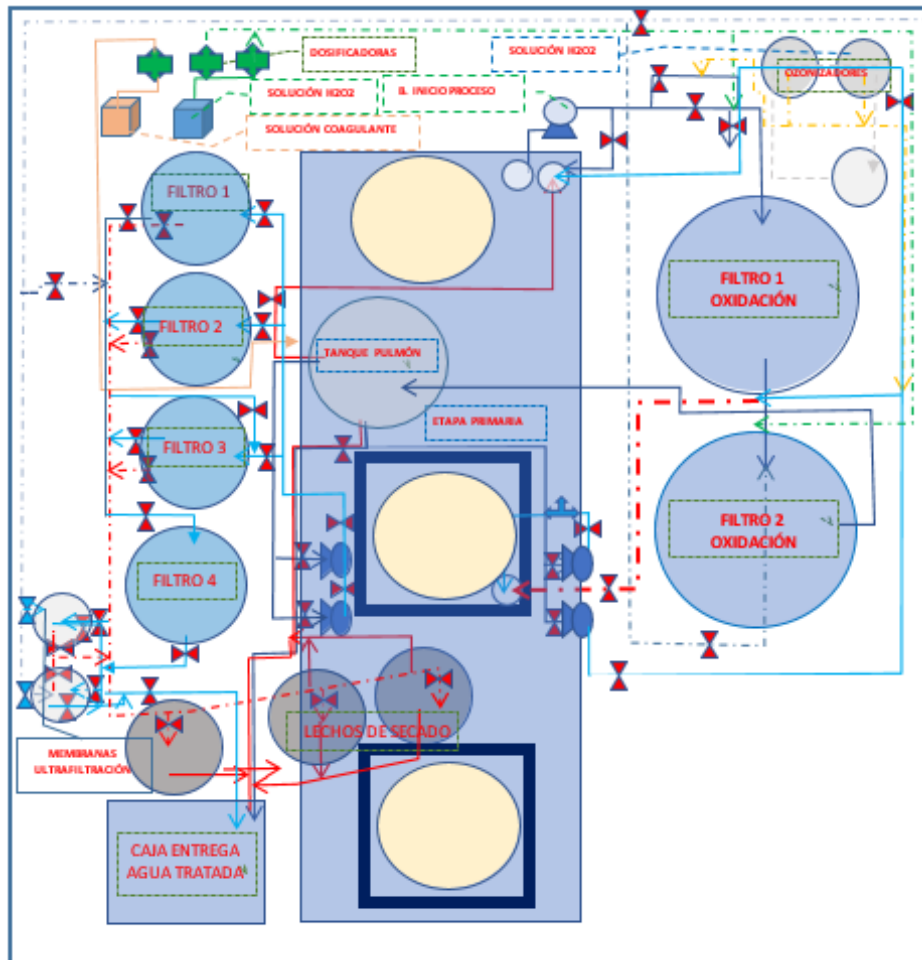 DOSIFICADORAS
SOLUCIÓN H2O2
SOLUCIÓN H2O2
B. INICIO PROCESO
OZONIZADORES
SOLUCIÓN COAGULANTE
FILTRO 1
FILTRO 1
OXIDACIÓN
FILTRO 2
TANQUE PULMÓN
ETAPA PRIMARIA
FILTRO 3
FILTRO 2
OXIDACIÓN
FILTRO 4
LECHOS DE SECADO
MEMBRANAS
ULTRAFILTRACIÓN
CAJA ENTREGA
AGUA TRATADA